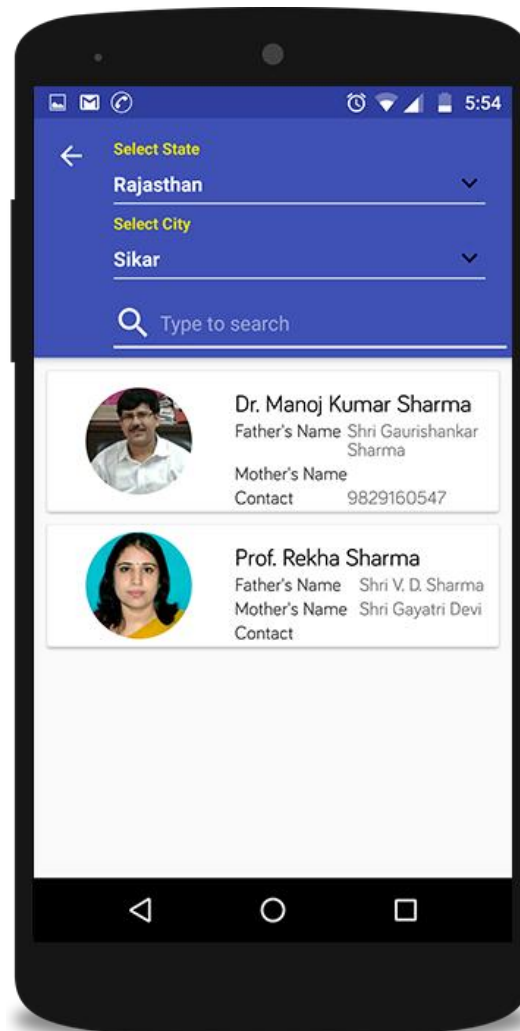 5:54
Select State
Rajasthan
Select City
Sikar
Type to search
Dr. Manoj Kumar Sharma
Father's Name Shri Gaurishankar
Sharma
Mother's Name
Contact 9829160547
Prof. Rekha Sharma
Father's Name Shri V. D. Sharma
Mother's Name Shri Gayatri Devi
Contact